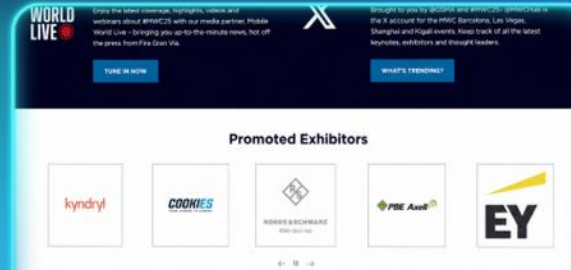 WORLD
LIVE
Enjoy the latest coverage, highlights, videos and
webinars about #MWC25 with our media partner, Mobile
World Live - bringing you up-to-the-minute news, hot off
the press from Fira Gran Via.
TUNE IN NOW
X
Brought to you by @GSMA and #MWC25- @MWCHub is
the X account for the MWC Barcelona, Las Vegas,
Shanghai and Kigali events. Keep track of all the latest
keynotes, exhibitors and thought leaders.
WHAT'S TRENDING?
Promoted Exhibitors
kyndryl
COOKIES
ROHDE & SCHWARZ
PBE Axell
EY